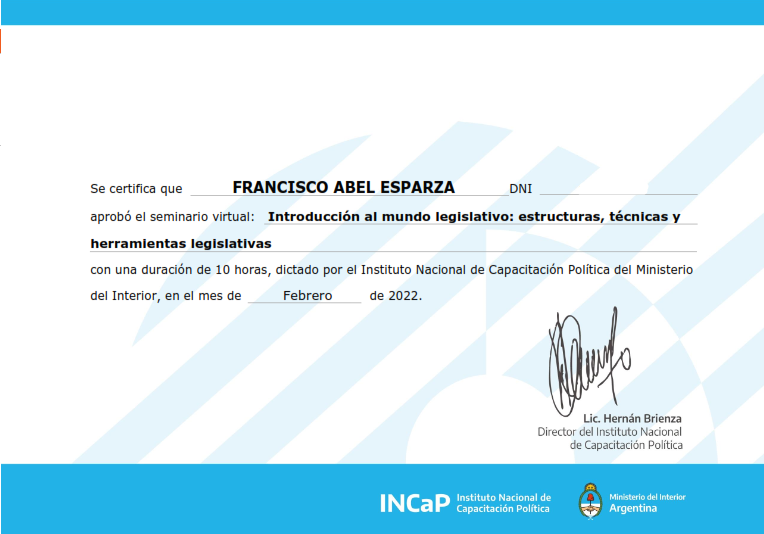 Se certifica que FRANCISCO ABEL ESPARZA DNI
aprobó el seminario virtual: Introducción al mundo legislativo: estructuras, técnicas y
herramientas legislativas
con una duración de 10 horas, dictado por el Instituto Nacional de Capacitación Política del Ministerio
del Interior, en el mes de Febrero de 2022.
Lic. Hernán Brienza
Director del Instituto Nacional
de Capacitación Política
INCaP Instituto Nacional de
Capacitación Política
Ministerio del Interior
Argentina